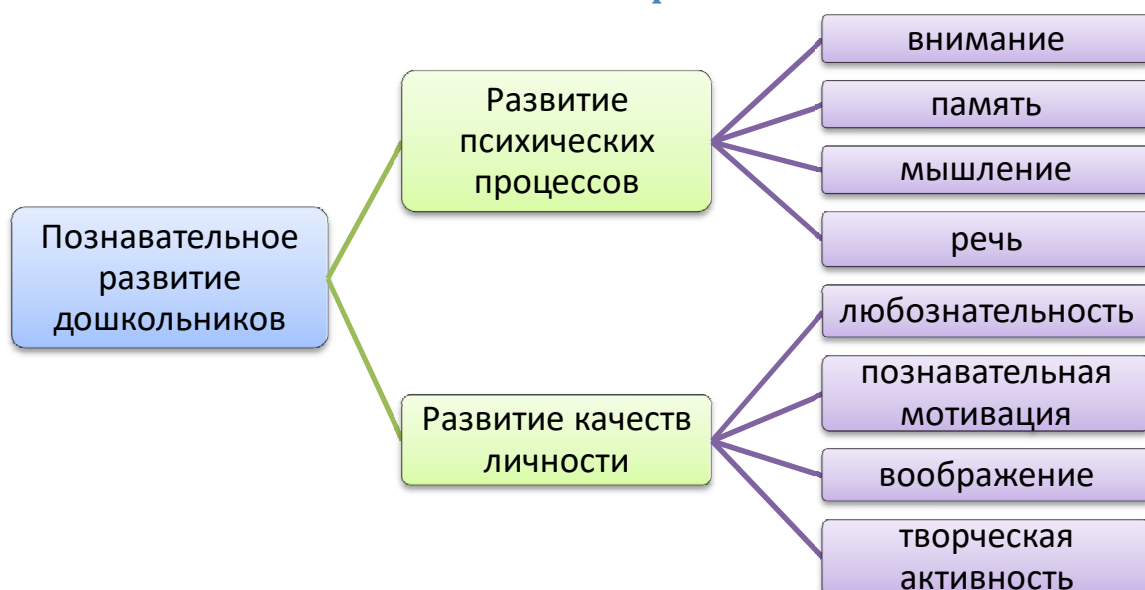 Познавательное
развитие
дошкольников
Развитие
психических
процессов
внимание
память
мышление
речь
Развитие качеств
личности
любознательность
познавательная
мотивация
воображение
творческая
активность